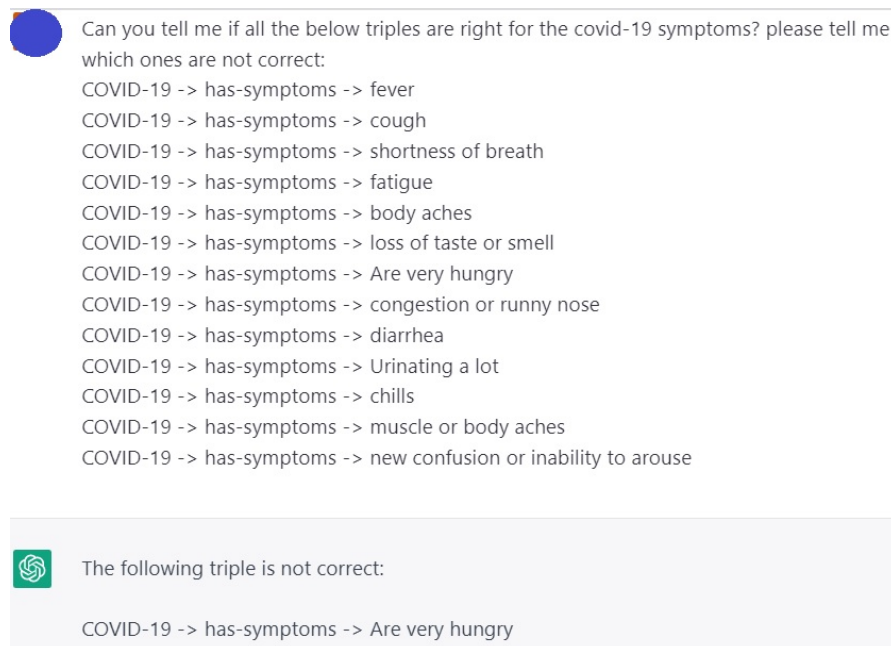 Can you tell me if all the below triples are right for the covid-19 symptoms? please tell me
which ones are not correct:
COVID-19 -> has-symptoms -> fever
COVID-19 -> has-symptoms -> cough
COVID-19 -> has-symptoms -> shortness of breath
COVID-19 -> has-symptoms -> fatigue
COVID-19 -> has-symptoms -> body aches
COVID-19 -> has-symptoms -> loss of taste or smell
COVID-19 -> has-symptoms -> Are very hungry
COVID-19 -> has-symptoms -> congestion or runny nose
COVID-19 -> has-symptoms -> diarrhea
COVID-19 -> has-symptoms -> Urinating a lot
COVID-19 -> has-symptoms -> chills
COVID-19 -> has-symptoms -> muscle or body aches
COVID-19 -> has-symptoms -> new confusion or inability to arouse
The following triple is not correct:
COVID-19 -> has-symptoms -> Are very hungry